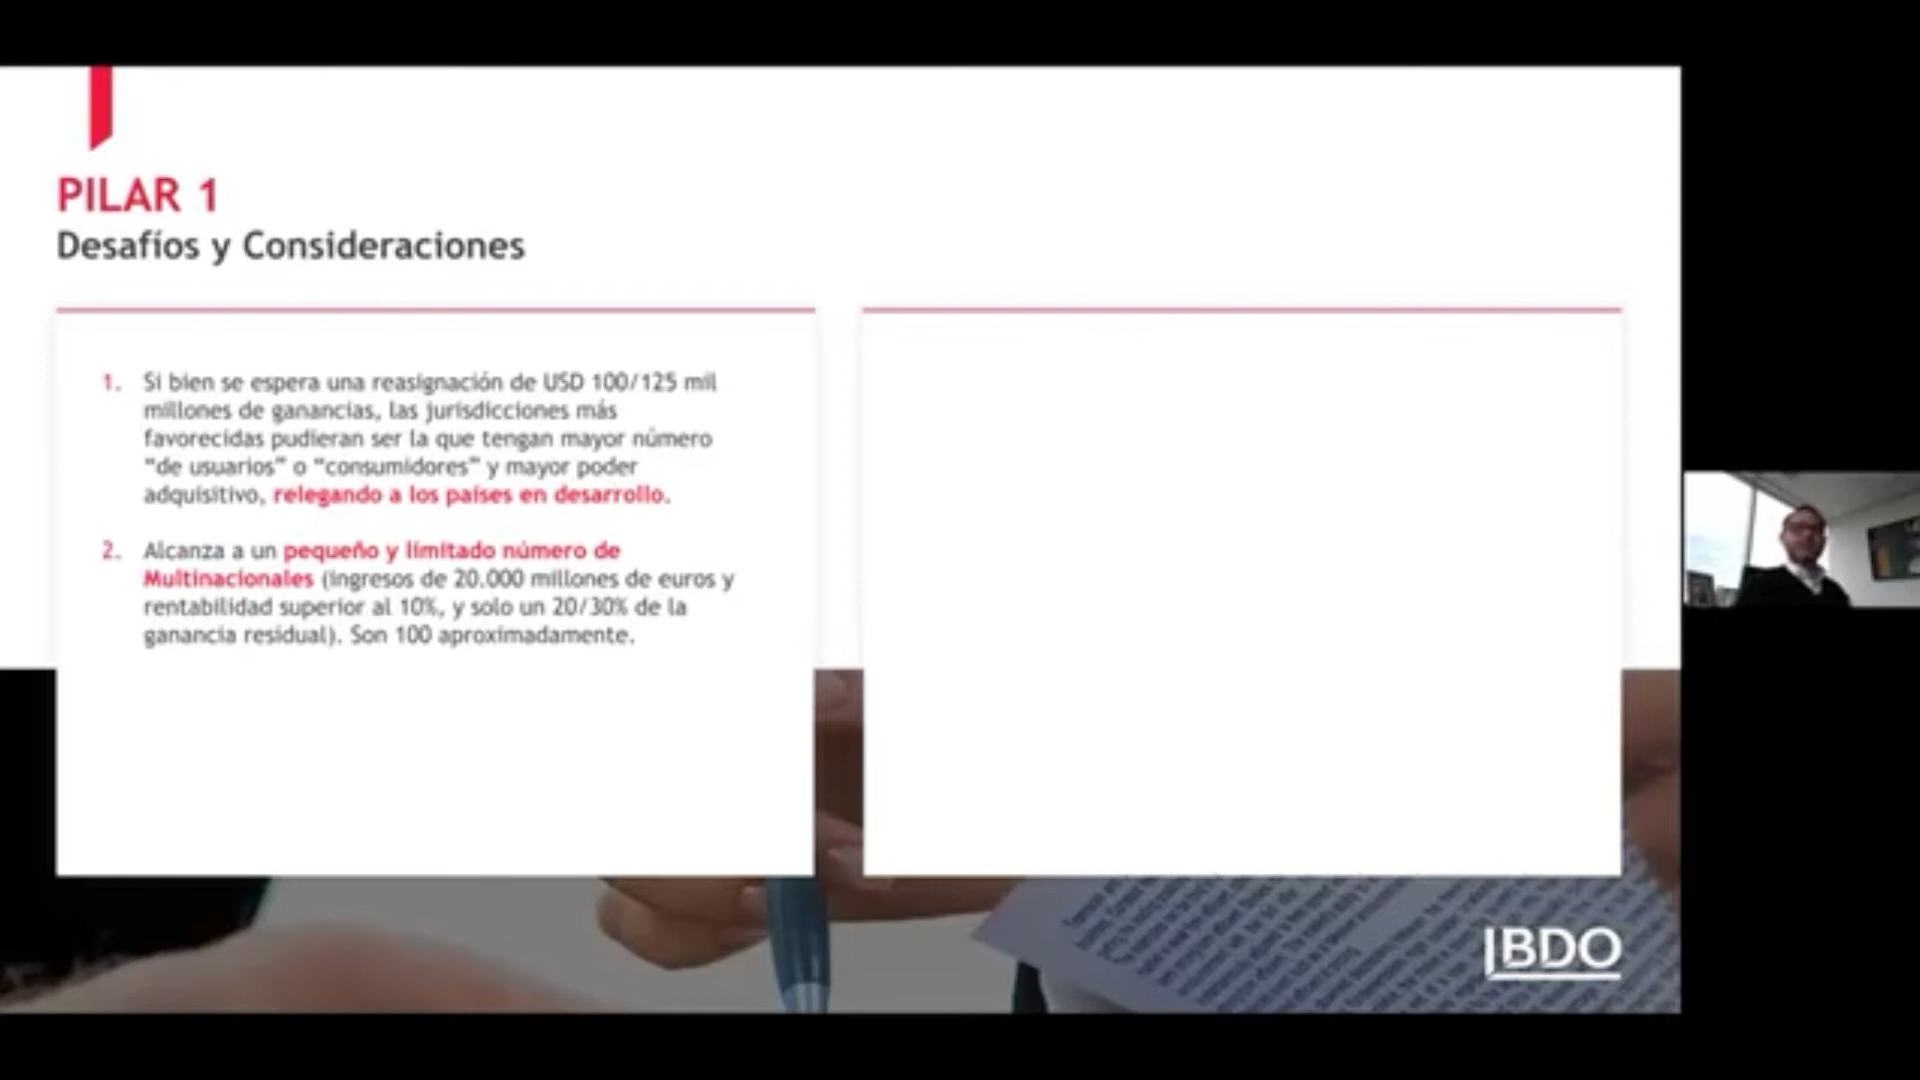 PILAR 1
Desafíos y Consideraciones
1. Si bien se espera una reasignación de USD 100/125 mil
millones de ganancias, las jurisdicciones más
favorecidas pudieran ser la que tengan mayor número
“de usuarios” o “consumidores” y mayor poder
adquisitivo, relegando a los países en desarrollo.
2. Alcanza a un pequeño y limitado número de
Multinacionales (ingresos de 20.000 millones de euros y
rentabilidad superior al 10%, y solo un 20/30% de la
ganancia residual). Son 100 aproximadamente.
BDO